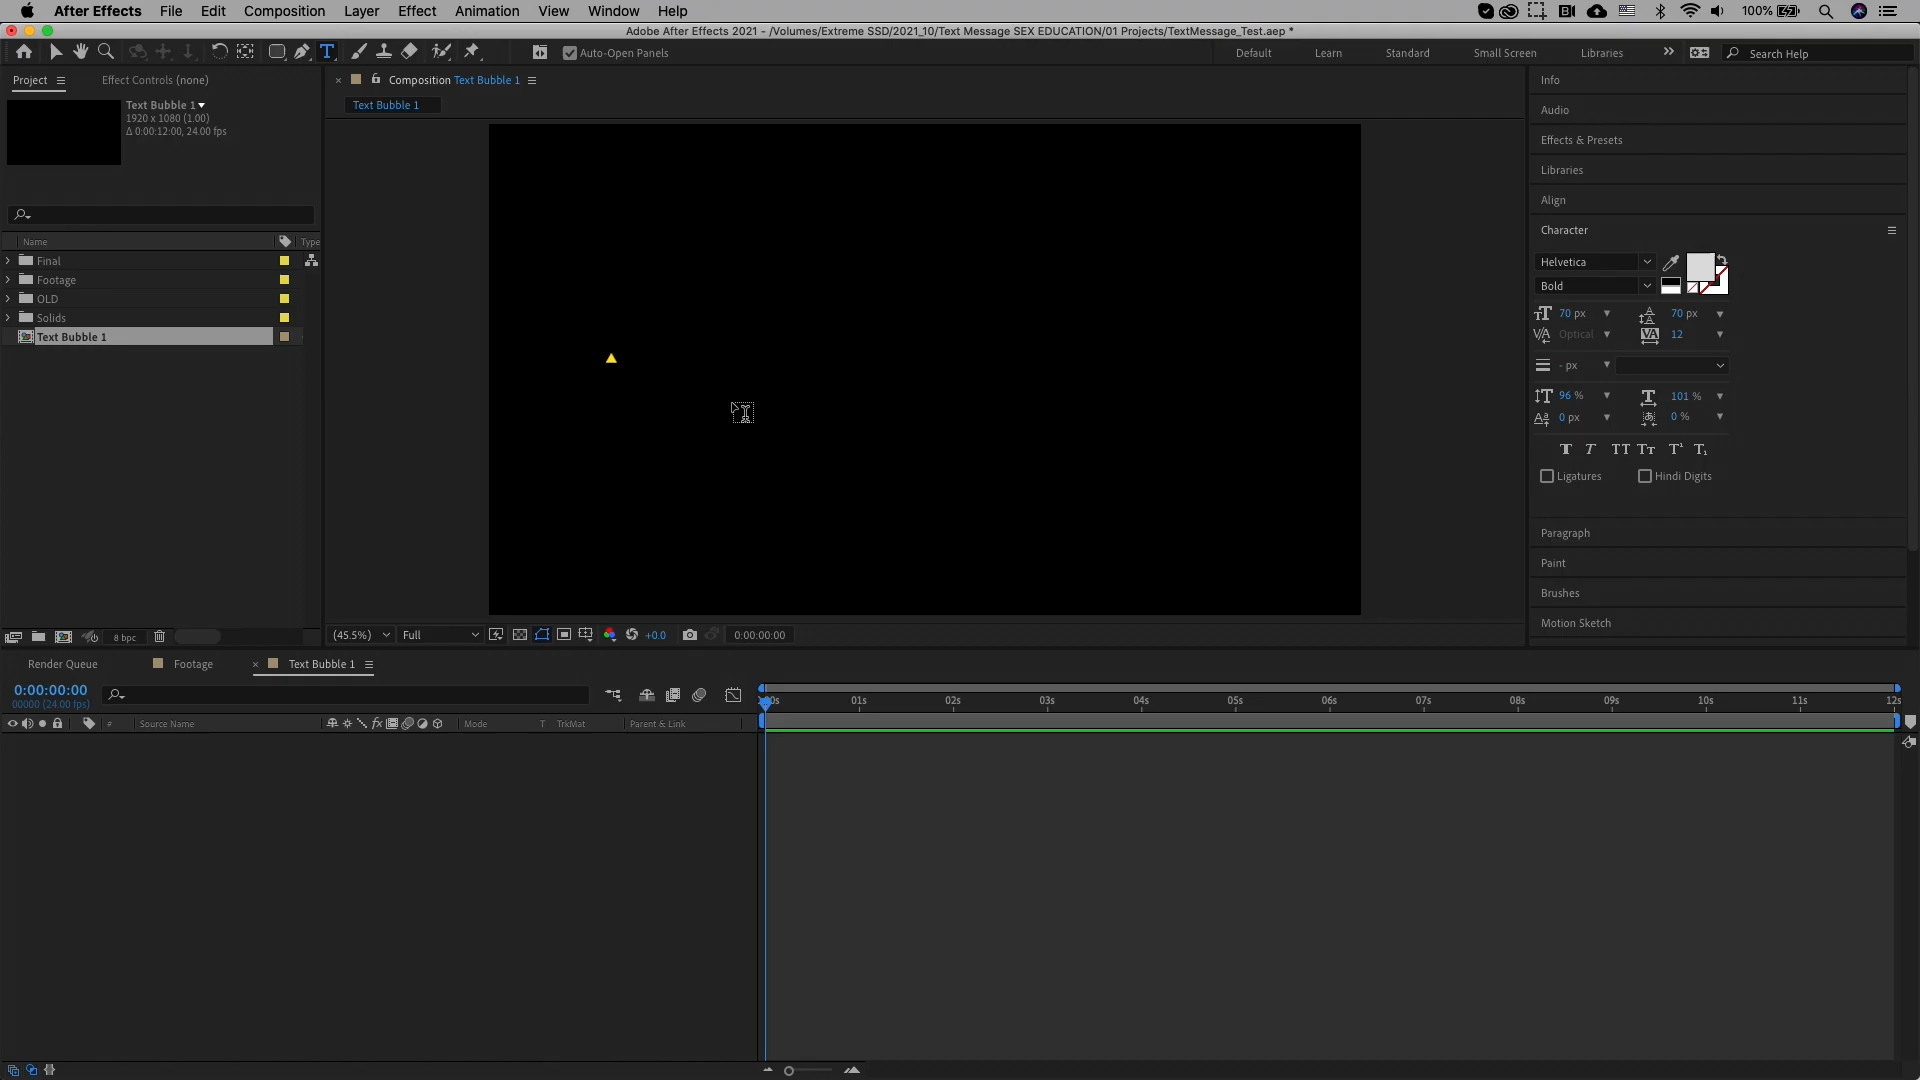 After Effects File Edit Composition Layer Effect Animation View Window Help 100%
Adobe After Effects 2021 - /Volumes/Extreme SSD/2021_10/Text Message SEX EDUCATION/01 Projects/TextMessage_Test.aep *
Auto-Open Panels Default Learn Standard Small Screen Libraries Search Help
Project Effect Controls (none)
Composition Text Bubble 1
Text Bubble 1
1920 x 1080 (1.00)
Δ 0:00:12:00, 24.00 fps
Text Bubble 1
Name Type
Final
Footage
OLD
Solids
Text Bubble 1
8 bpc
(45.5%) Full +0.0 0:00:00:00
Info
Audio
Effects & Presets
Libraries
Align
Character
Helvetica
Bold
70 px 70 px
Optical 12
- px
96 % 101 %
0 px 0 %
Ligatures Hindi Digits
Paragraph
Paint
Brushes
Motion Sketch
Render Queue Footage Text Bubble 1
0:00:00:00
00000 (24.00 fps)
# Source Name Mode T TrkMat Parent & Link
01s 02s 03s 04s 05s 06s 07s 08s 09s 10s 11s 12s